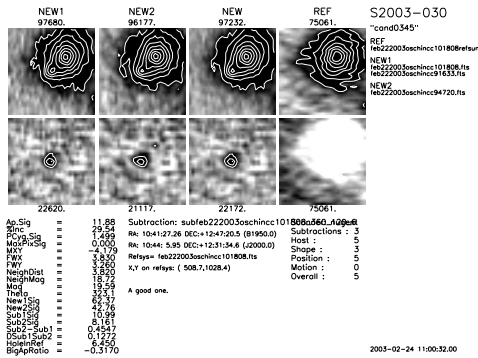 NEW1 NEW2 NEW REF S2003-030
97680. 96177. 97232. 75061. "cand0345"
REF
feb222003oschincc101808refsur
NEW1
feb222003oschincc101808.fts
feb222003oschincc91633.fts
NEW2
feb222003oschincc94720.fts
22620. 21117. 22172. 75061.
Ap.Sig = 11.88
%Inc = 29.54
PCyg.Sig = 1.499
MaxPixSig = 0.000
MXY = -4.179
FWX = 3.830
FWY = 3.260
NeighDist = 3.820
NeighMag = 18.72
Mag = 19.59
Theta = 323.1
New1Sig = 62.37
New2Sig = 42.76
Sub1Sig = 10.99
Sub2Sig = 8.161
Sub2-Sub1 = 0.4547
DSub1Sub2 = 0.1272
HoleInRef = 6.450
BigApRatio = -0.3170
Subtraction: subfeb222003oschincc101808
RA: 10:41:27.26 DEC:+12:47:20.5 (B1950.0)
RA: 10:44: 5.95 DEC:+12:31:34.6 (J2000.0)
Refsys= feb222003oschincc101808.fts
X,Y on refsys: ( 508.7,1028.4)
A good one.
Subtractions : 3
Host : 5
Shape : 3
Position : 5
Motion : 0
Overall : 5
2003-02-24 11:00:32.00